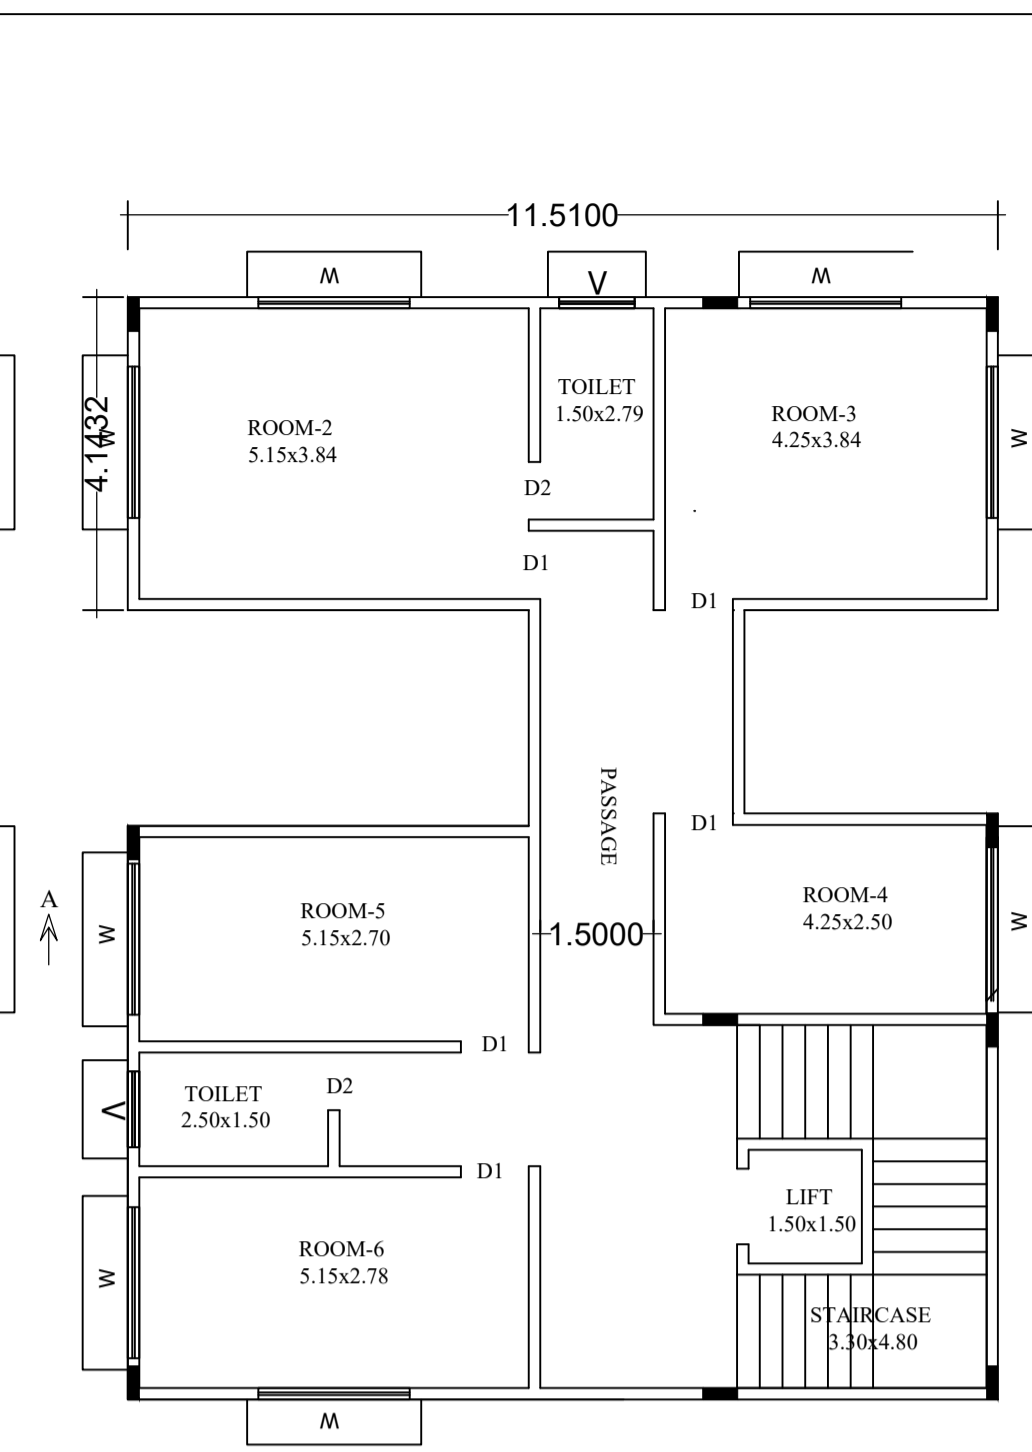 11.5100
W
V
W
4.1432
W
ROOM-2
5.15x3.84
TOILET
1.50x2.79
ROOM-3
4.25x3.84
W
D2
D1
D1
PASSAGE
D1
A
W
ROOM-5
5.15x2.70
1.5000
ROOM-4
4.25x2.50
W
D1
V
TOILET
2.50x1.50
D2
D1
LIFT
1.50x1.50
W
ROOM-6
5.15x2.78
STAIRCASE
3.30x4.80
W